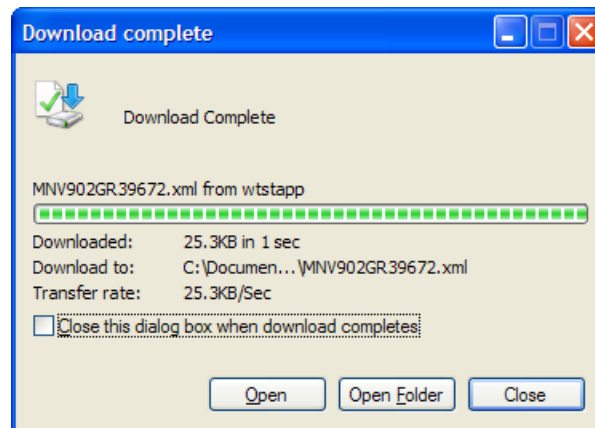 Download complete
Download Complete
MNV902GR39672.xml from wtstapp
Downloaded: 25.3KB in 1 sec
Download to: C:\Documen...\MNV902GR39672.xml
Transfer rate: 25.3KB/Sec
Close this dialog box when download completes
Open Open Folder Close